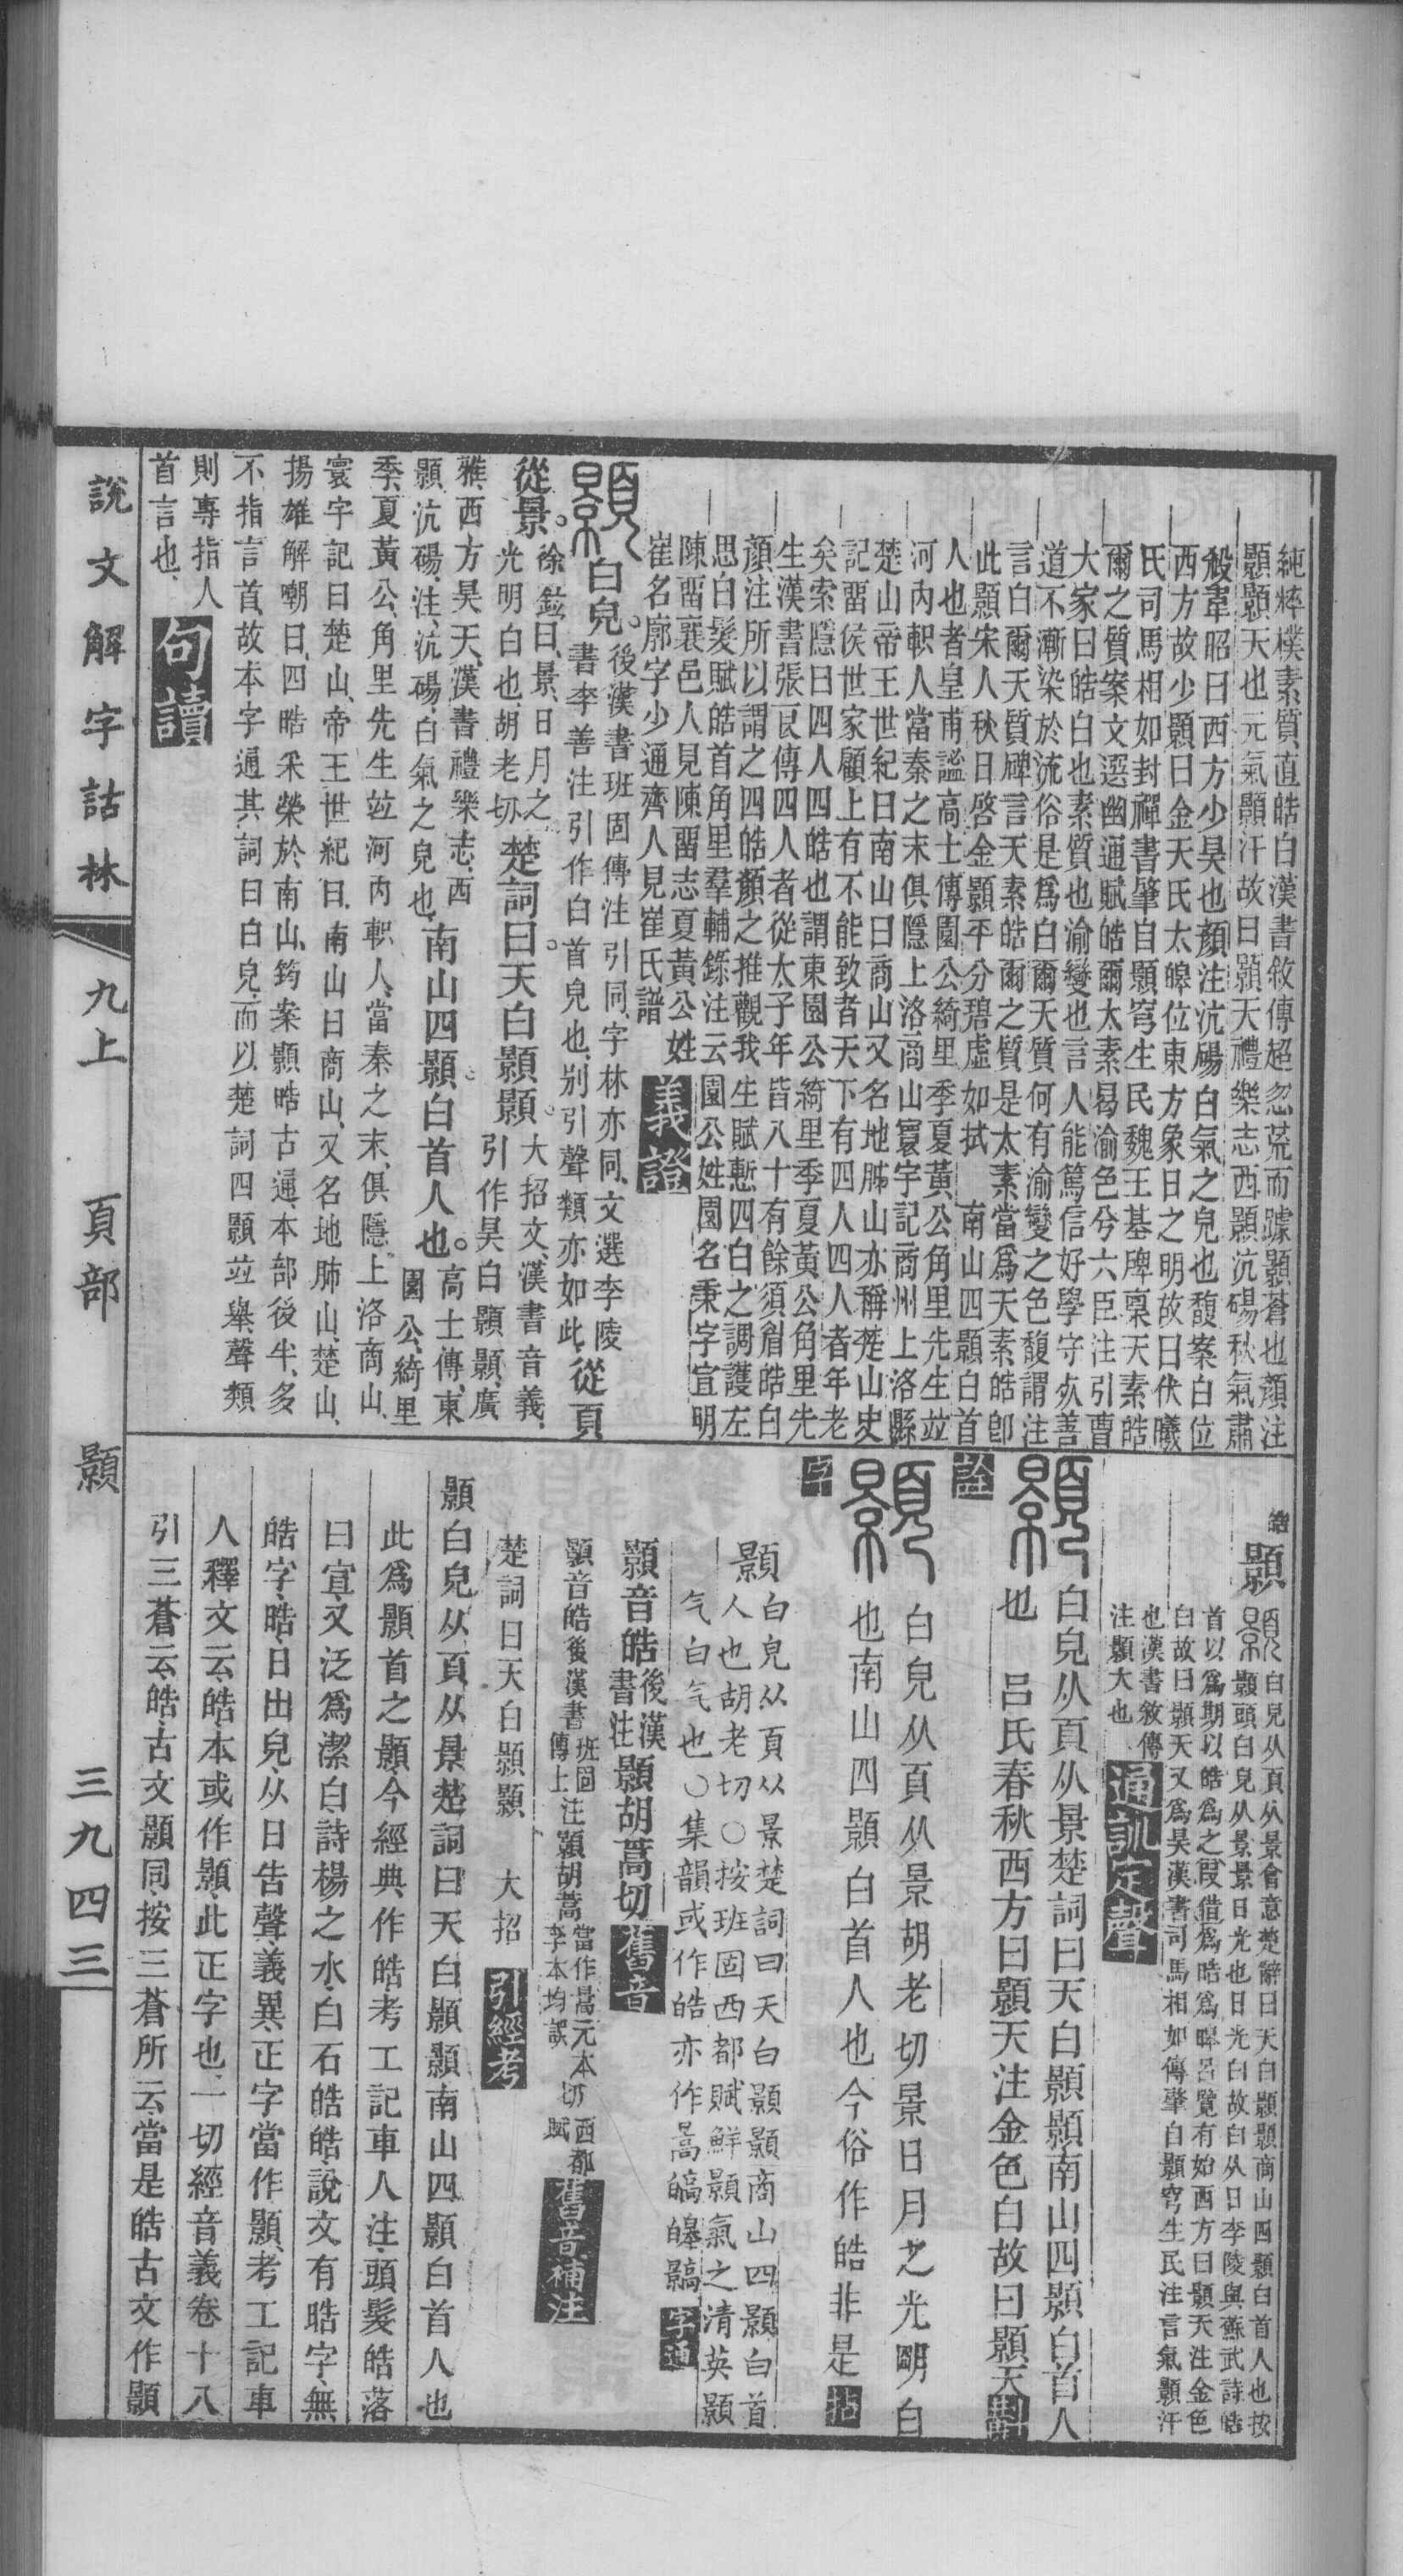 純粹樸素質直皓白漢書敘傳超忽荒而躆顥蒼也顏注
顥顥天也元氣顥汗故曰顥天禮樂志西顥沆碭秋氣肅
殺韋昭曰西方少昊也顏注沆碭白氣之皃也馥案白位
西方故少顥曰金天氏太皞位東方象日之明故曰伏曦
氏司馬相如封禪書肇自顥穹生民魏王基碑稟天素皓
爾之質案文選幽通賦皓爾太素曷渝色兮六臣注引曹
大家曰皓白也素質也渝變也言人能篤信好學守死善
道不漸染於流俗是為白爾天質何有渝變之色馥謂注
言白爾天質碑言天素皓爾之質是太素當為天素皓卽
此顥宋人秋日啓金顥平分碧虛如拭 南山四顥白首
人也者皇甫謐高士傳園公綺里季夏黃公角里先生竝
河內軹人當秦之末俱隱上洛商山寰宇記商州上洛縣
楚山帝王世紀曰南山曰商山又名地肺山亦稱楚山史
記畱侯世家顧上有不能致者天下有四人四人者年老
矣索隱曰四人四皓也謂東園公綺里季夏黃公角里先
生漢書張良傳四人者從太子年皆八十有餘須眉皓白
顏注所以謂之四皓顏之推觀我生賦慙四白之調護左
思白髮賦皓首角里羣輔錄注云園公姓園名秉字宣明
陳畱襄邑人見陳畱志夏黃公姓
崔名廓字少通齊人見崔氏譜 義證
顥白皃。後漢書班固傳注引同、字林亦同、文選李陵
書李善注引作白首皃也、別引聲類亦如此、從頁
從景。徐鉉曰、景、日月之
光明白也、胡老切、楚詞曰。天白顥顥。大招文、漢書音義、
引作昊白顥顥、廣
雅、西方昊天、漢書禮樂志、西
顥沆碭、注、沆碭、白氣之皃也、南山四顥、白首人也。高士傳、東
園公、綺里
季、夏黃公、角里先生竝河內軹人、當秦之末、俱隱上洛商山、
寰宇記曰楚山、帝王世紀曰、南山曰商山、又名地肺山、楚山、
揚雄解嘲曰、四晧采榮於南山、筠案顥晧古通、本部後半、多
不指言首、故本字通其詞曰白皃、而以楚詞四顥竝舉、聲類
則專指人
首言也、 句讀
說文解字詁林 九上 頁部 顥 三九四三
皓 顥 顥白皃从頁从景會意楚辭曰天白顥顥商山四顥白首人也按
顥頭白皃从景景日光也日光白故白从日李陵與蘇武詩皓
首以為期以皓為之叚借為晧為皞呂覽有始西方曰顥天注金色
白故曰顥天又為昊漢書司馬相如傳肇自顥穹生民注言氣顥汗
也漢書敘傳
注顥大也 通訓定聲
顥白皃从頁从景楚詞曰天白顥顥南山四顥白首人
也 呂氏春秋西方曰顥天注金色白故曰顥天 斠
詮
顥白皃从頁从景胡老切景日月之光明白
也南山四顥白首人也今俗作皓非是 拈
字
顥白皃从頁从景楚詞曰天白顥顥商山四顥白首
人也胡老切○按班固西都賦鮮顥氣之清英顥
气白气也○集韻或作皓亦作暠皜皞顥 字通
顥音皓後漢
書注顥胡暠切 舊音
顥音皓後漢書班固
傳上注顥胡暠當作暠元本
李本均誤切西都
賦 舊音補注
楚詞曰天白顥顥 大招 引經考
顥白皃从頁从景楚詞曰天白顥顥南山四顥白首人也
此為顥首之顥、今經典作皓、考工記車人注、頭髮皓落
曰宣、又泛為潔白、詩楊之水、白石皓皓、說文有晧字、無
皓字、晧、日出皃、从日告聲、義異、正字當作顥、考工記車
人釋文云、皓、本或作顥、此正字也、一切經音義卷十八
引三蒼云、皓、古文顥同、按三蒼所云當是皓古文作顥